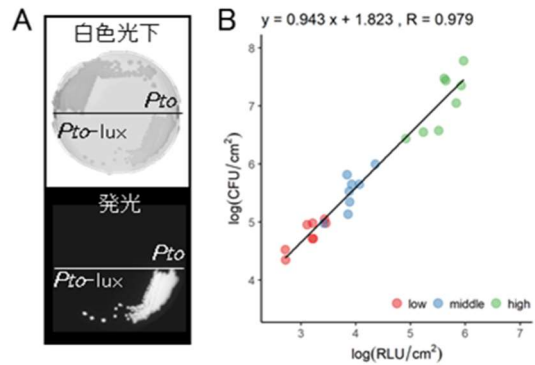 A
白色光下
Pto
Pto-lux
発光
Pto
Pto-lux
B
y = 0.943 x + 1.823 , R = 0.979
log(CFU/cm²)
8
7
6
5
4
3
4
5
6
7
low
middle
high
log(RLU/cm²)